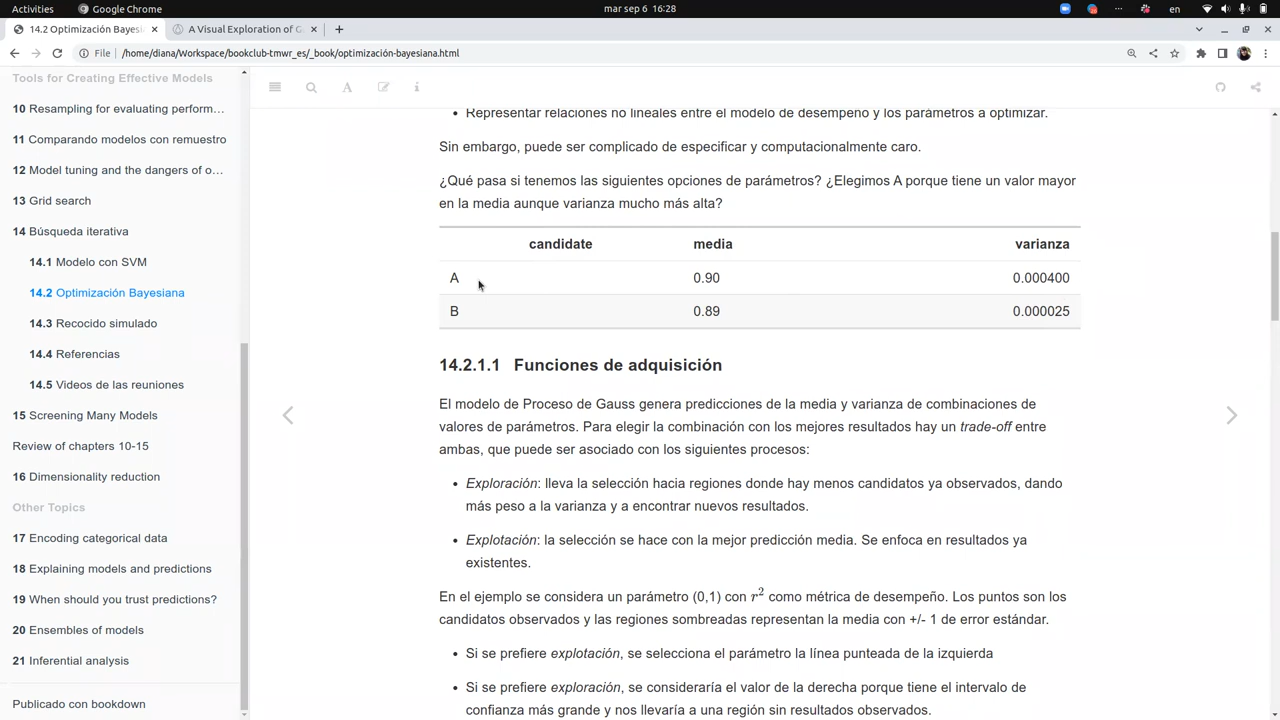 Activities Google Chrome mar sep 6 16:28 en
14.2 Optimización Bayesi × A Visual Exploration of G × +
File /home/diana/Workspace/bookclub-tmwr_es/_book/optimización-bayesiana.html
Tools for Creating Effective Models
10 Resampling for evaluating perform…
11 Comparando modelos con remuestro
12 Model tuning and the dangers of o…
13 Grid search
14 Búsqueda iterativa
14.1 Modelo con SVM
14.2 Optimización Bayesiana
14.3 Recocido simulado
14.4 Referencias
14.5 Videos de las reuniones
15 Screening Many Models
Review of chapters 10-15
16 Dimensionality reduction
Other Topics
17 Encoding categorical data
18 Explaining models and predictions
19 When should you trust predictions?
20 Ensembles of models
21 Inferential analysis
Publicado con bookdown
• Representar relaciones no lineales entre el modelo de desempeño y los parámetros a optimizar.
Sin embargo, puede ser complicado de especificar y computacionalmente caro.
¿Qué pasa si tenemos las siguientes opciones de parámetros? ¿Elegimos A porque tiene un valor mayor
en la media aunque varianza mucho más alta?
candidate media varianza
A 0.90 0.000400
B 0.89 0.000025
14.2.1.1 Funciones de adquisición
El modelo de Proceso de Gauss genera predicciones de la media y varianza de combinaciones de
valores de parámetros. Para elegir la combinación con los mejores resultados hay un trade-off entre
ambas, que puede ser asociado con los siguientes procesos:
• Exploración: lleva la selección hacia regiones donde hay menos candidatos ya observados, dando
más peso a la varianza y a encontrar nuevos resultados.
• Explotación: la selección se hace con la mejor predicción media. Se enfoca en resultados ya
existentes.
En el ejemplo se considera un parámetro (0,1) con r² como métrica de desempeño. Los puntos son los
candidatos observados y las regiones sombreadas representan la media con +/- 1 de error estándar.
• Si se prefiere explotación, se selecciona el parámetro la línea punteada de la izquierda
• Si se prefiere exploración, se consideraría el valor de la derecha porque tiene el intervalo de
confianza más grande y nos llevaría a una región sin resultados observados.